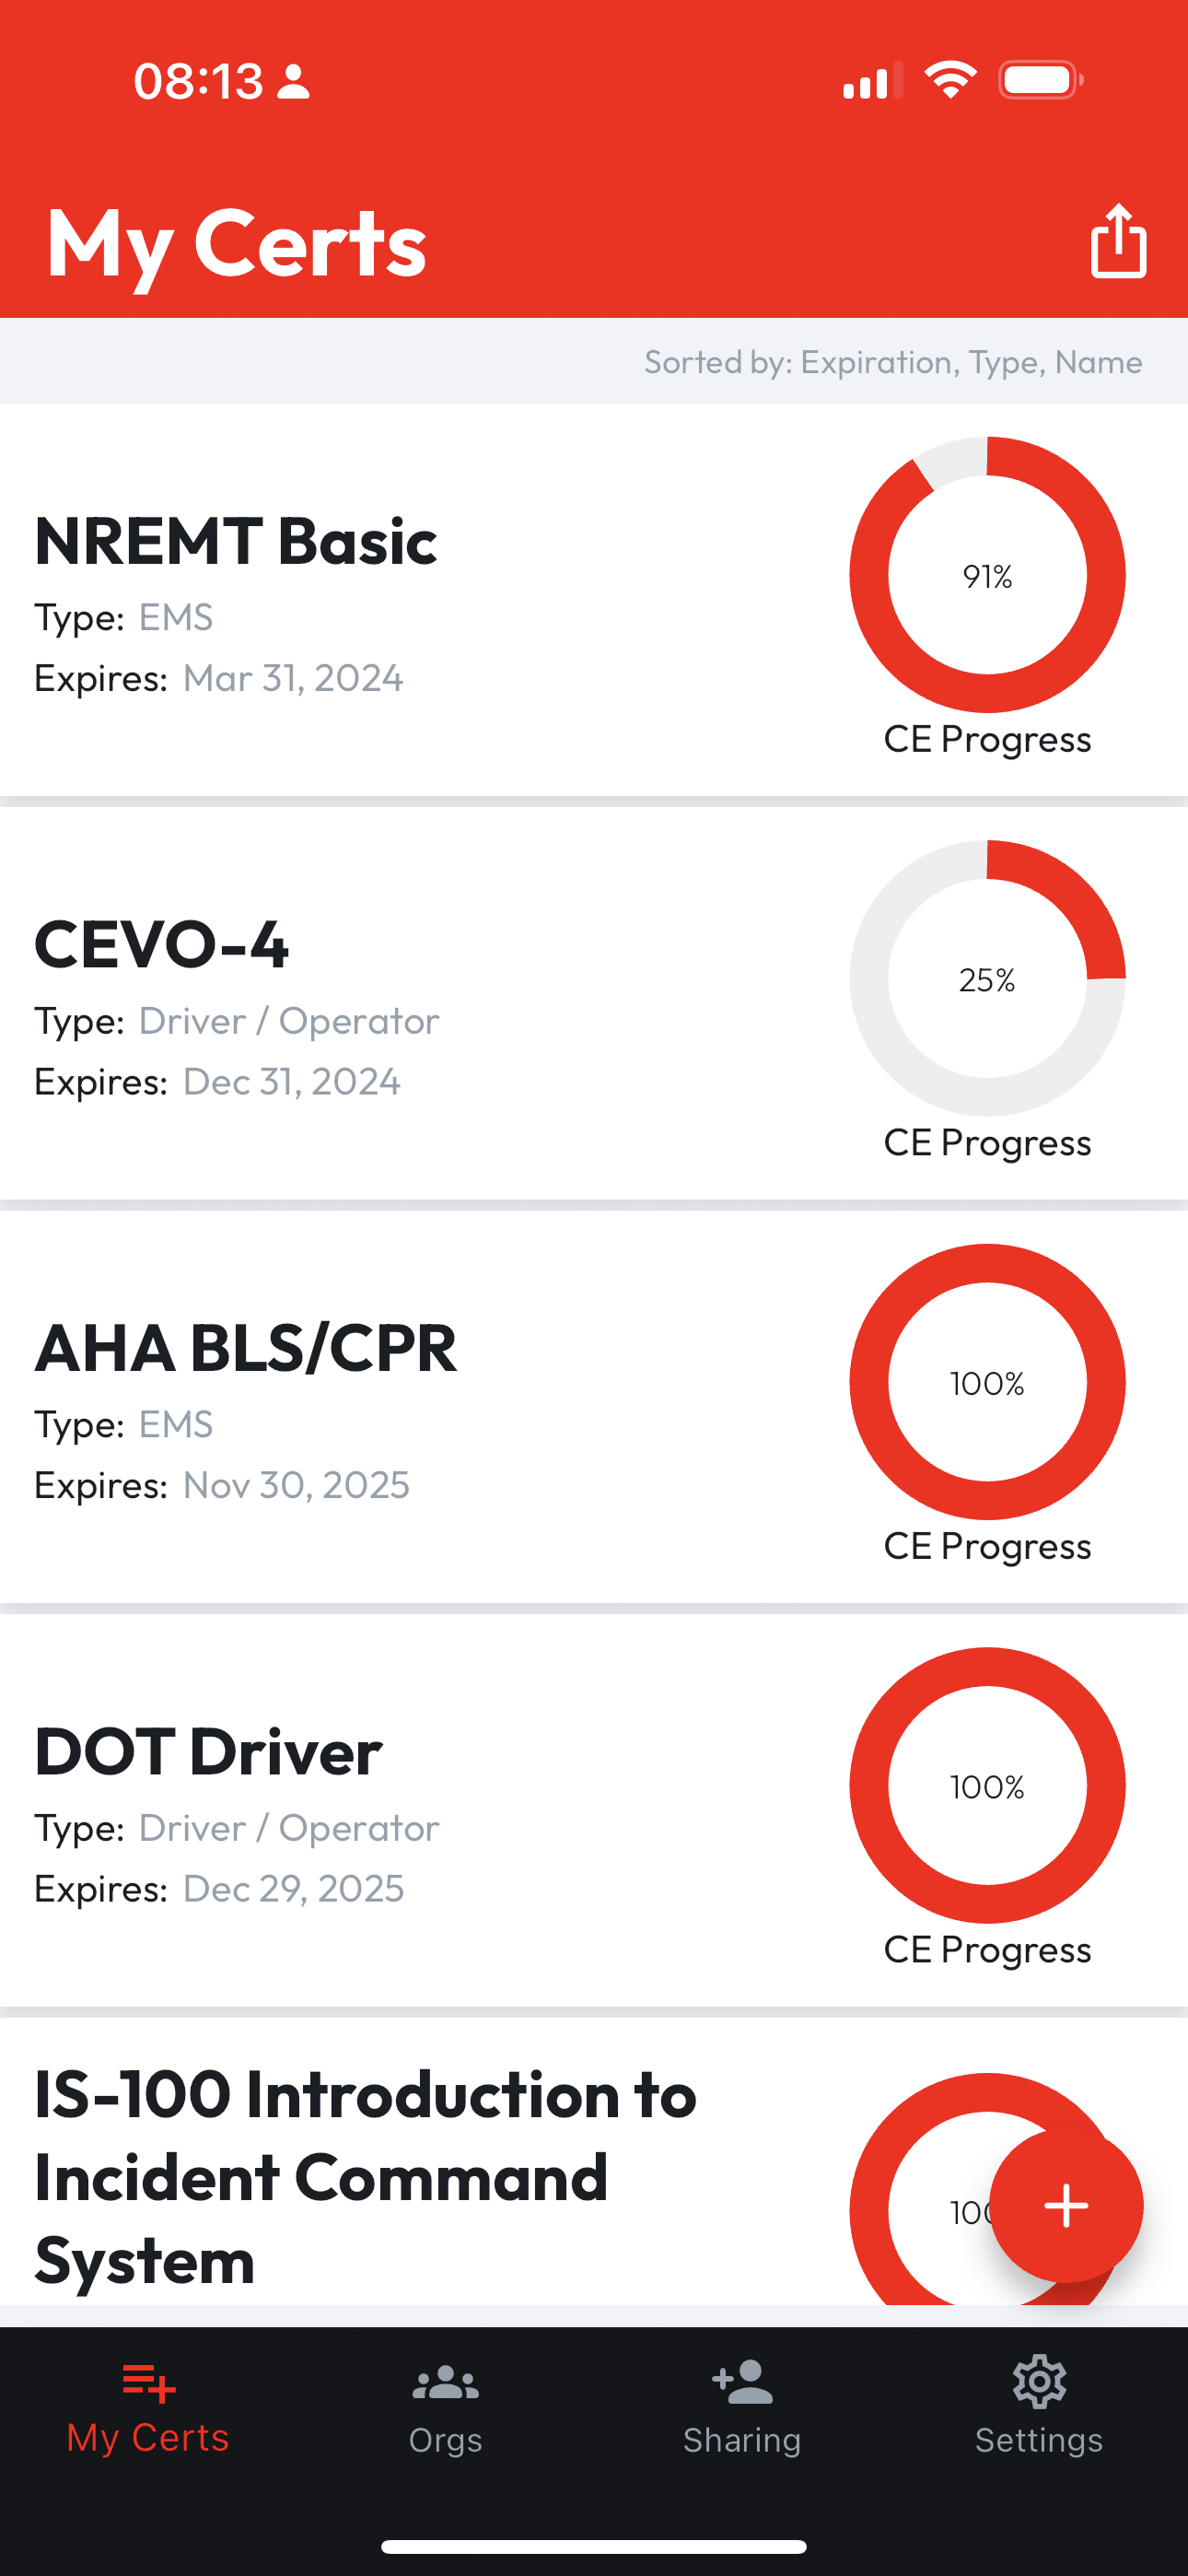 08:13
My Certs
Sorted by: Expiration, Type, Name
NREMT Basic
Type: EMS
Expires: Mar 31, 2024
91%
CE Progress
CEVO-4
Type: Driver / Operator
Expires: Dec 31, 2024
25%
CE Progress
AHA BLS/CPR
Type: EMS
Expires: Nov 30, 2025
100%
CE Progress
DOT Driver
Type: Driver / Operator
Expires: Dec 29, 2025
100%
CE Progress
IS-100 Introduction to
Incident Command
System
+
My Certs
Orgs
Sharing
Settings